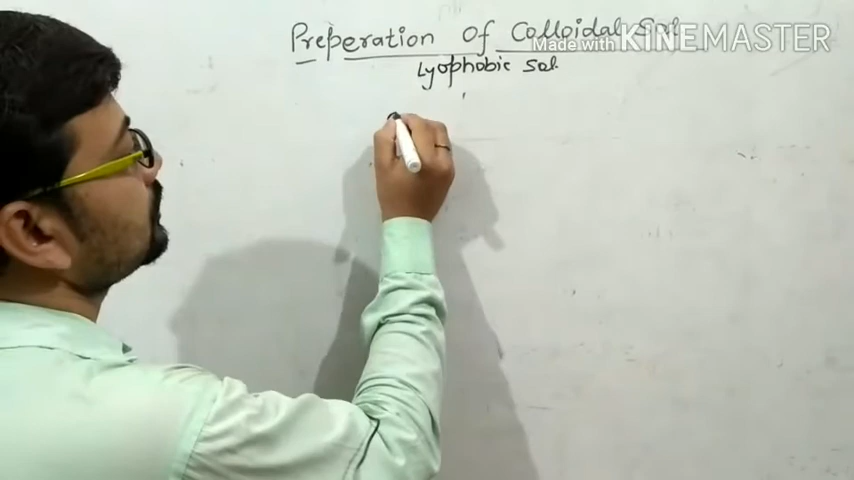 Preperation of Colloidal Sol
Made with KINEMASTER
Lyophobic sol